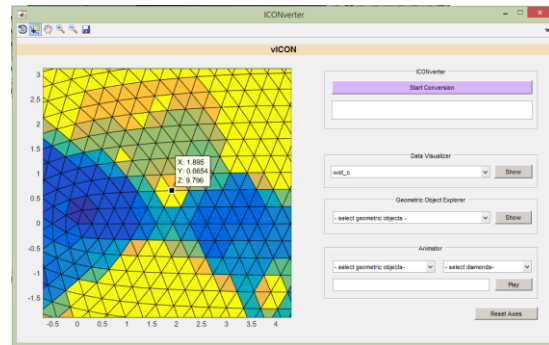 ICONverter
vICON
3
2.5
2
1.5
1
0.5
0
-0.5
-1
-1.5
-0.5 0 0.5 1 1.5 2 2.5 3 3.5 4
X: 1.895
Y: 0.6654
Z: 9.796
ICONverter
Start Conversion
Data Visualizer
wet_c
Show
Geometric Object Explorer
- select geometric objects -
Show
Animator
- select geometric objects-
- select diamonds-
Play
Reset Axes